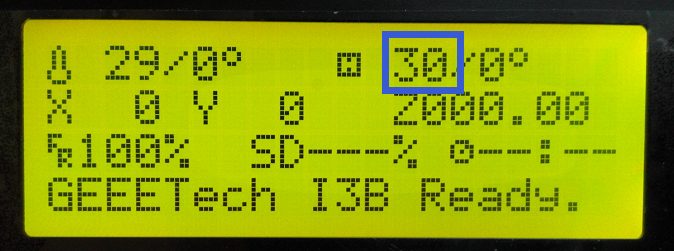 29/0° 30/0°
X 0 Y 0 Z000.00
100% SD---% --:--
GEEETech I3B Ready.